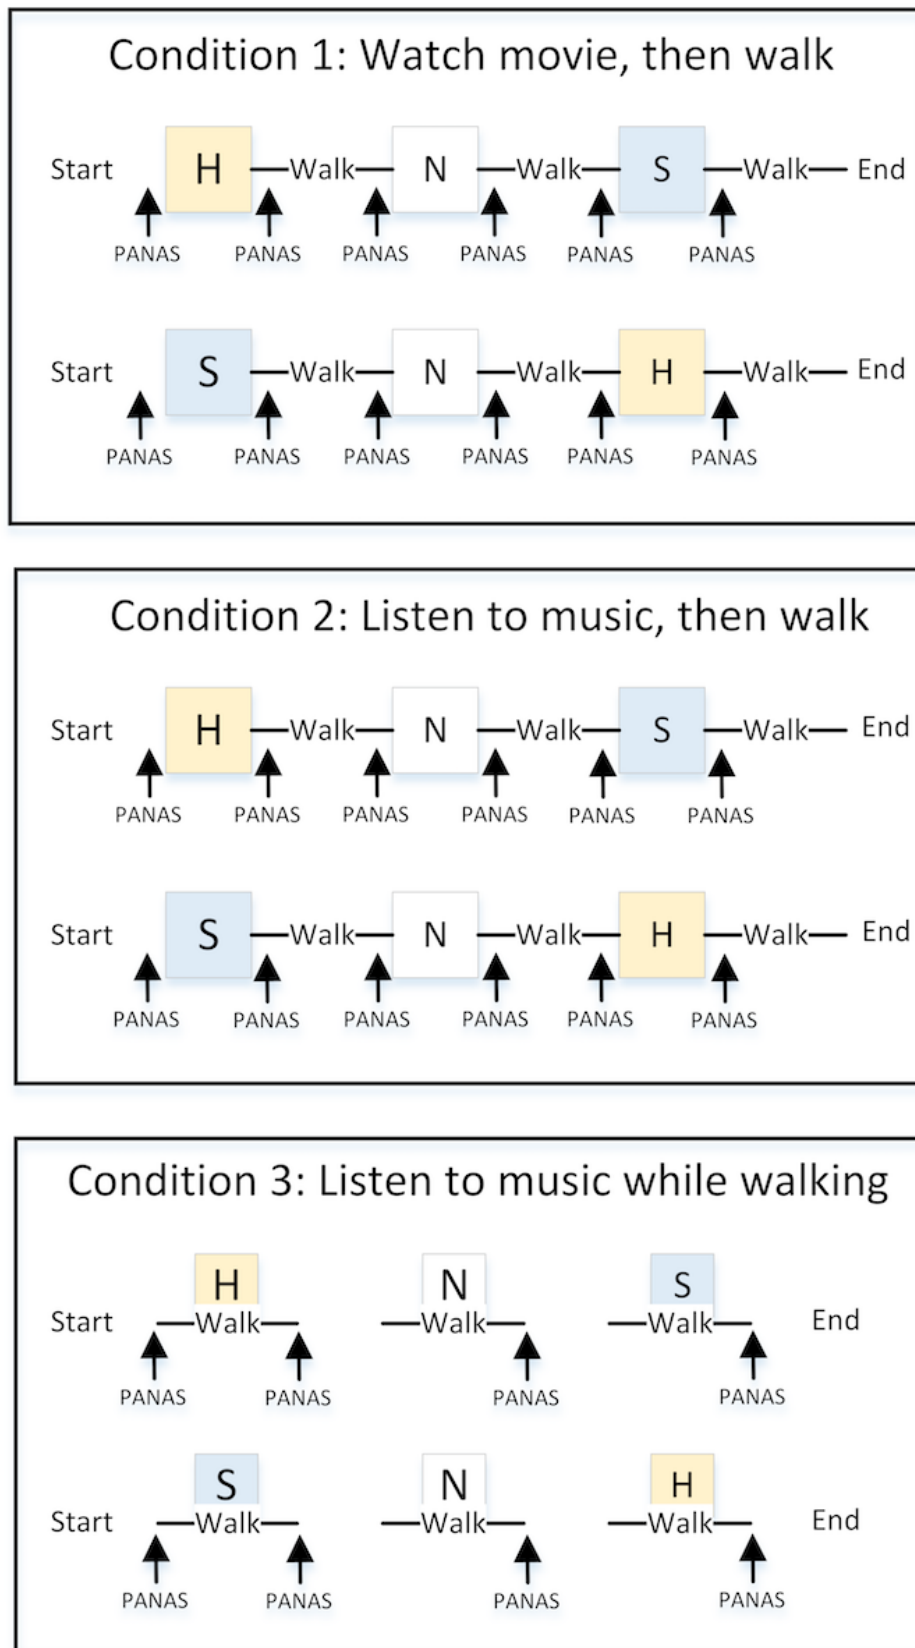 Condition 1: Watch movie, then walk
Start H Walk N Walk S Walk End
PANAS PANAS PANAS PANAS PANAS PANAS
Start S Walk N Walk H Walk End
PANAS PANAS PANAS PANAS PANAS PANAS
Condition 2: Listen to music, then walk
Start H Walk N Walk S Walk End
PANAS PANAS PANAS PANAS PANAS PANAS
Start S Walk N Walk H Walk End
PANAS PANAS PANAS PANAS PANAS PANAS
Condition 3: Listen to music while walking
H N S
Start Walk Walk Walk End
PANAS PANAS PANAS PANAS
S N H
Start Walk Walk Walk End
PANAS PANAS PANAS PANAS